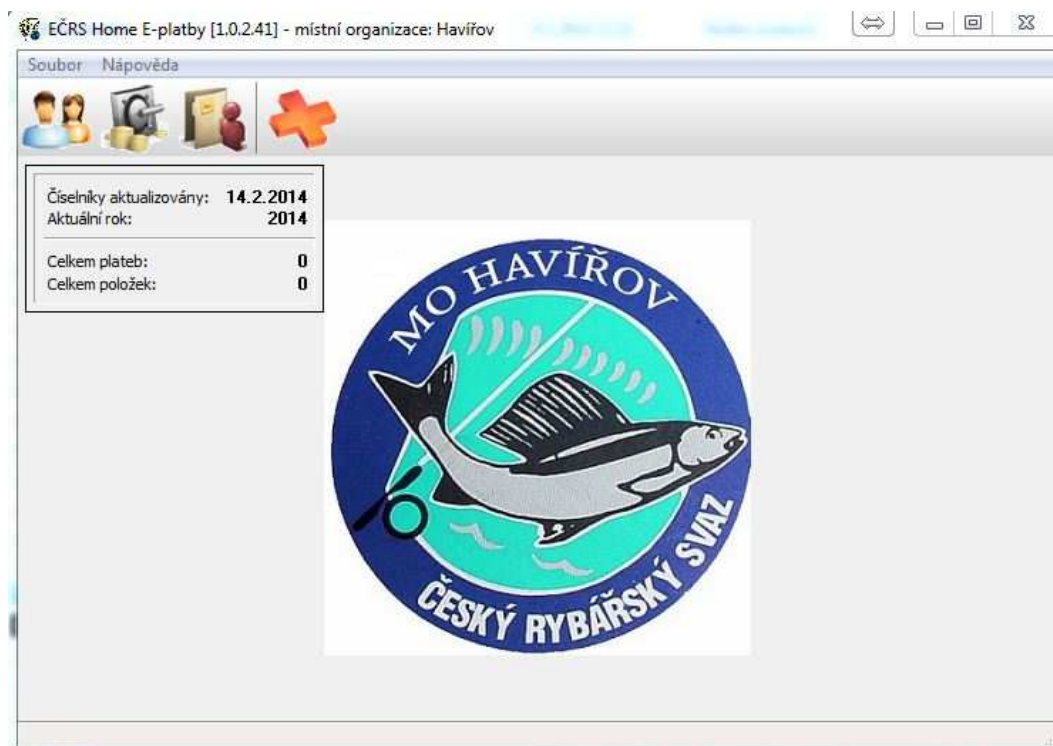 EČRS Home E-platby [1.0.2.41] - místní organizace: Havířov
Soubor Nápověda
Číselníky aktualizovány: 14.2.2014
Aktuální rok: 2014
Celkem plateb: 0
Celkem položek: 0
MO HAVÍŘOV
ČESKÝ RYBÁŘSKÝ SVAZ